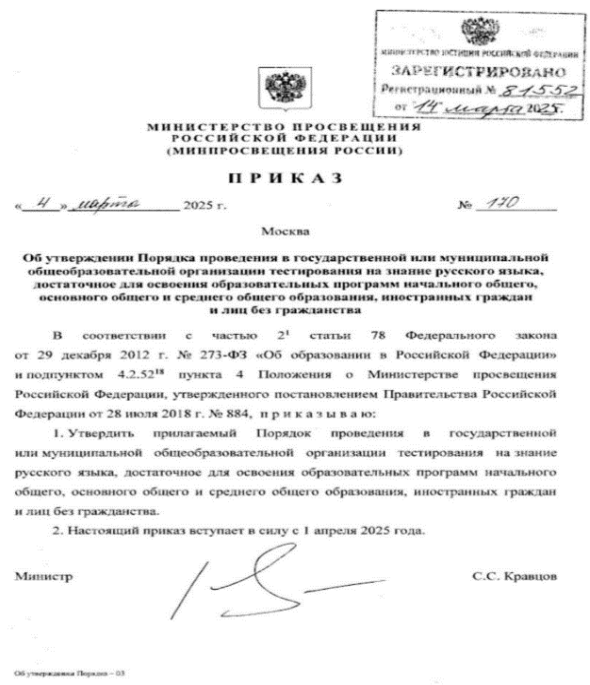 МИНИСТЕРСТВО ЮСТИЦИИ РОССИЙСКОЙ ФЕДЕРАЦИИ
ЗАРЕГИСТРИРОВАНО
Регистрационный № 81552
от "14 марта 2025.
МИНИСТЕРСТВО ПРОСВЕЩЕНИЯ
РОССИЙСКОЙ ФЕДЕРАЦИИ
(МИНПРОСВЕЩЕНИЯ РОССИИ)
ПРИКАЗ
« 4 » марта 2025 г. № 170
Москва
Об утверждении Порядка проведения в государственной или муниципальной
общеобразовательной организации тестирования на знание русского языка,
достаточное для освоения образовательных программ начального общего,
основного общего и среднего общего образования, иностранных граждан
и лиц без гражданства
В соответствии с частью 2¹ статьи 78 Федерального закона
от 29 декабря 2012 г. № 273-ФЗ «Об образовании в Российской Федерации»
и подпунктом 4.2.52¹⁸ пункта 4 Положения о Министерстве просвещения
Российской Федерации, утвержденного постановлением Правительства Российской
Федерации от 28 июля 2018 г. № 884, п р и к а з ы в а ю:
1. Утвердить прилагаемый Порядок проведения в государственной
или муниципальной общеобразовательной организации тестирования на знание
русского языка, достаточное для освоения образовательных программ начального
общего, основного общего и среднего общего образования, иностранных граждан
и лиц без гражданства.
2. Настоящий приказ вступает в силу с 1 апреля 2025 года.
Министр С.С. Кравцов
Об утверждении Порядка – 03